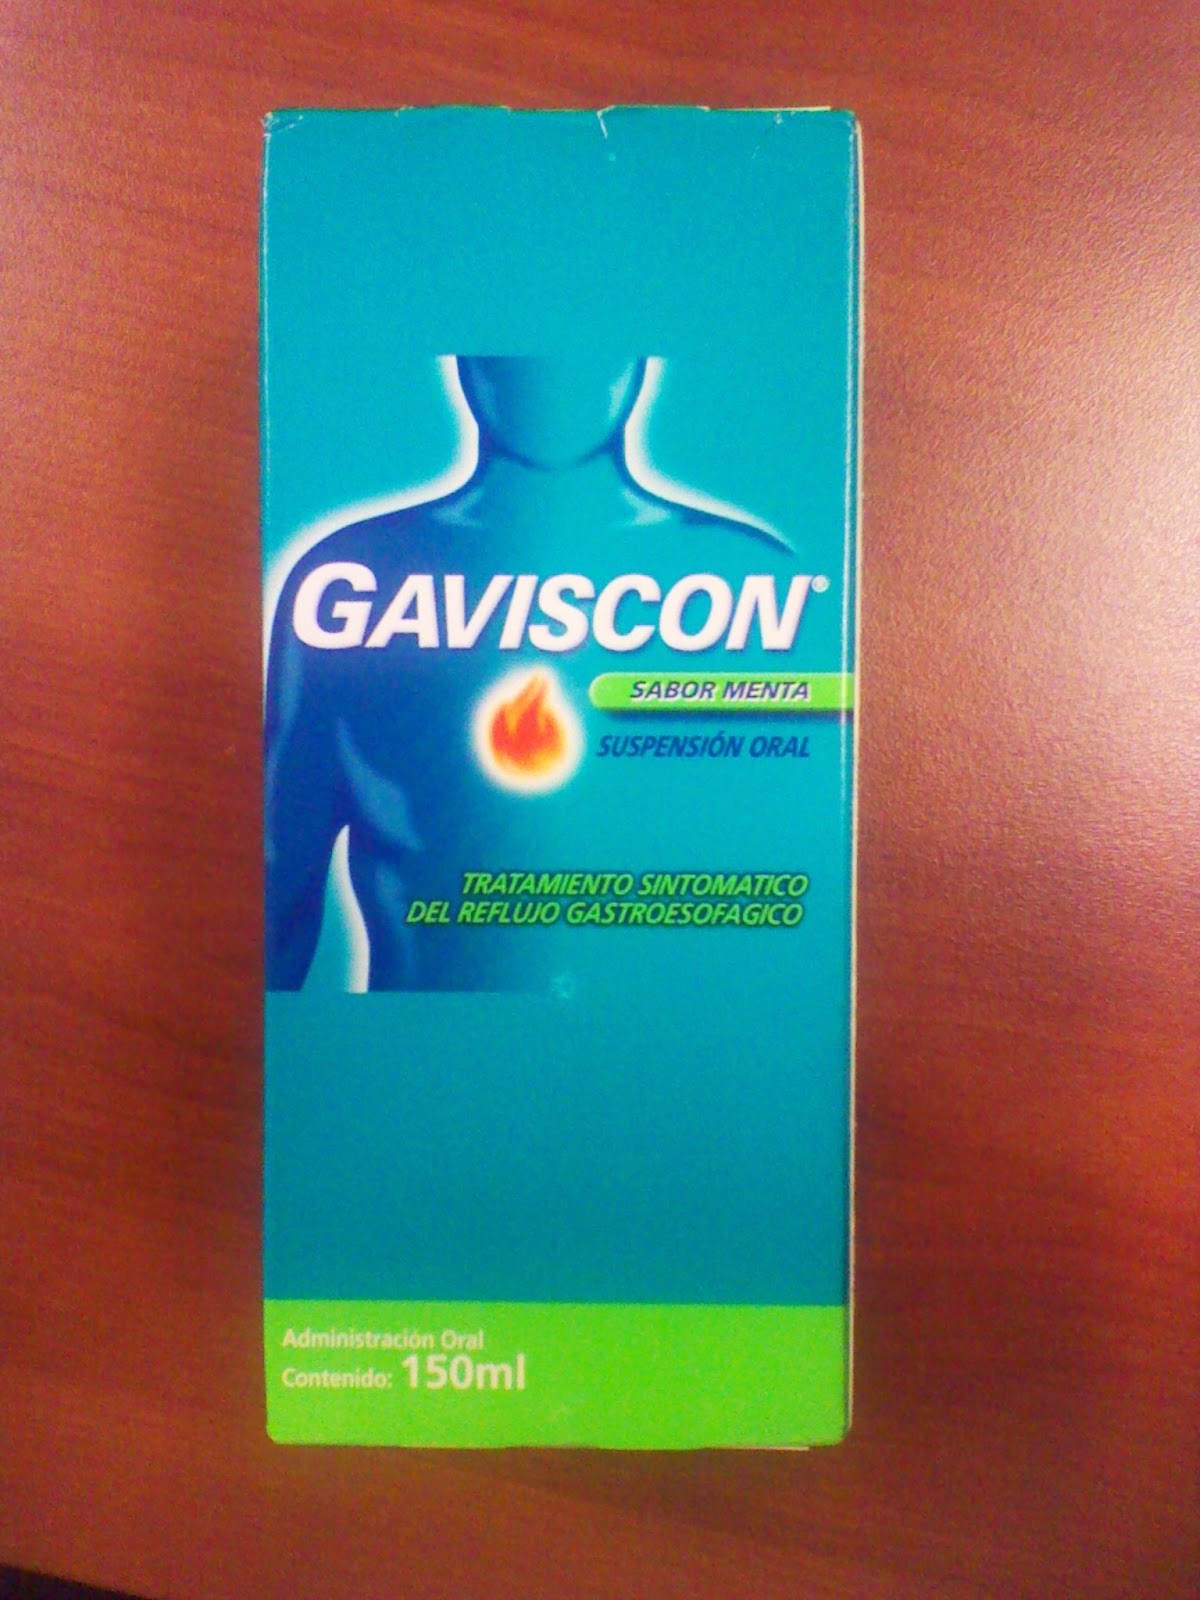 GAVISCON®
SABOR MENTA
SUSPENSIÓN ORAL
TRATAMIENTO SINTOMATICO
DEL REFLUJO GASTROESOFAGICO
Administración Oral
Contenido: 150ml